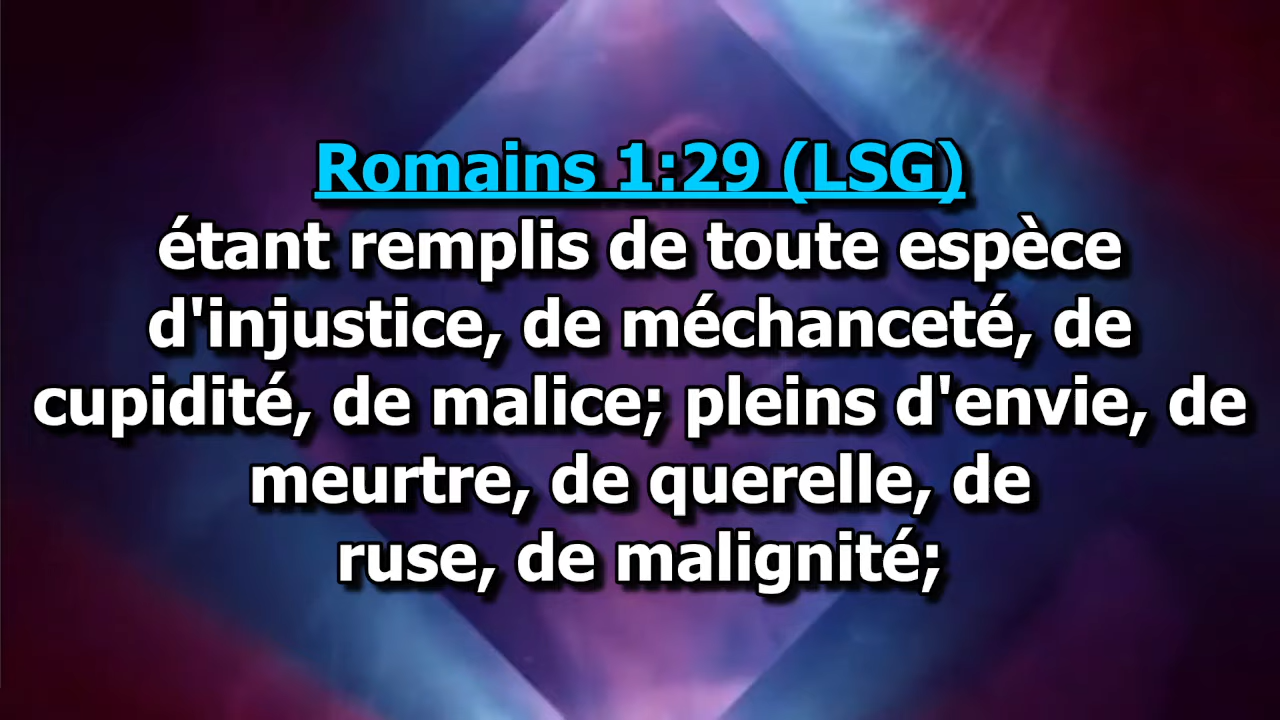 Romains 1:29 (LSG)
étant remplis de toute espèce
d'injustice, de méchanceté, de
cupidité, de malice; pleins d'envie, de
meurtre, de querelle, de
ruse, de malignité;